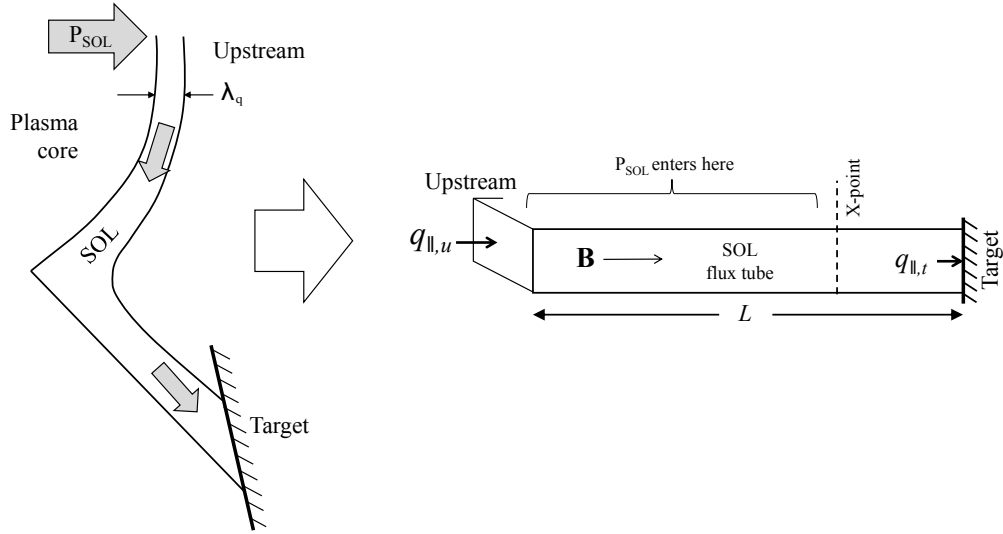 P_SOL
Upstream
λ_q
Plasma
core
SOL
Target
P_SOL enters here
Upstream
X-point
q_‖,u
B
SOL
flux tube
q_‖,t
Target
L